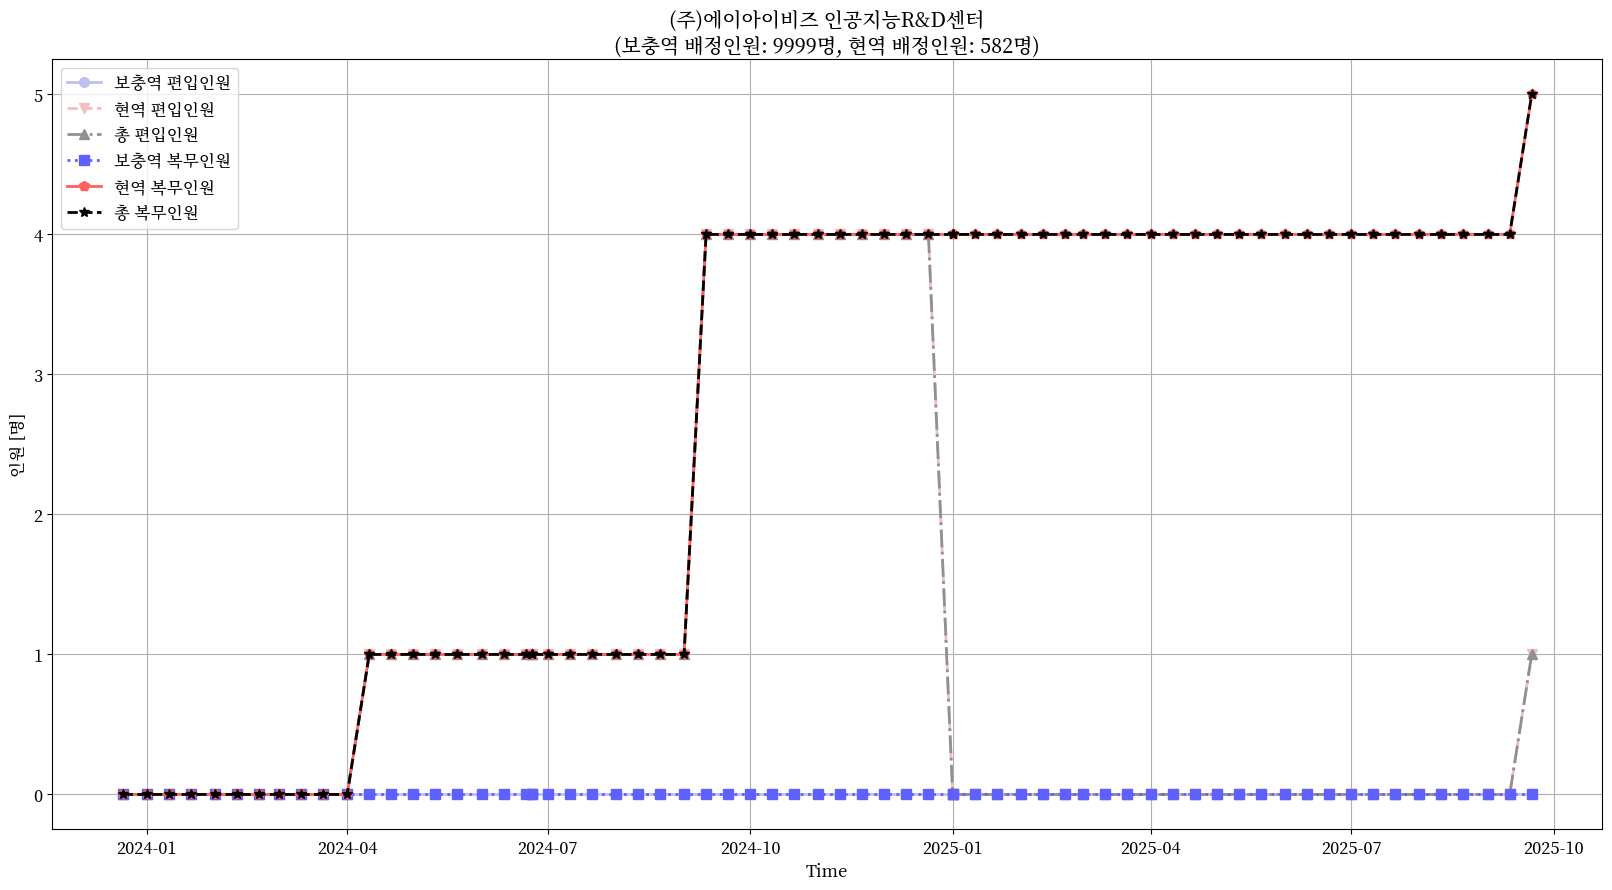 (주)에이아이비즈 인공지능R&D센터
(보충역 배정인원: 9999명, 현역 배정인원: 582명)
보충역 편입인원
현역 편입인원
총 편입인원
보충역 복무인원
현역 복무인원
총 복무인원
인원 [명]
5
4
3
2
1
0
2024-01
2024-04
2024-07
2024-10
2025-01
2025-04
2025-07
2025-10
Time